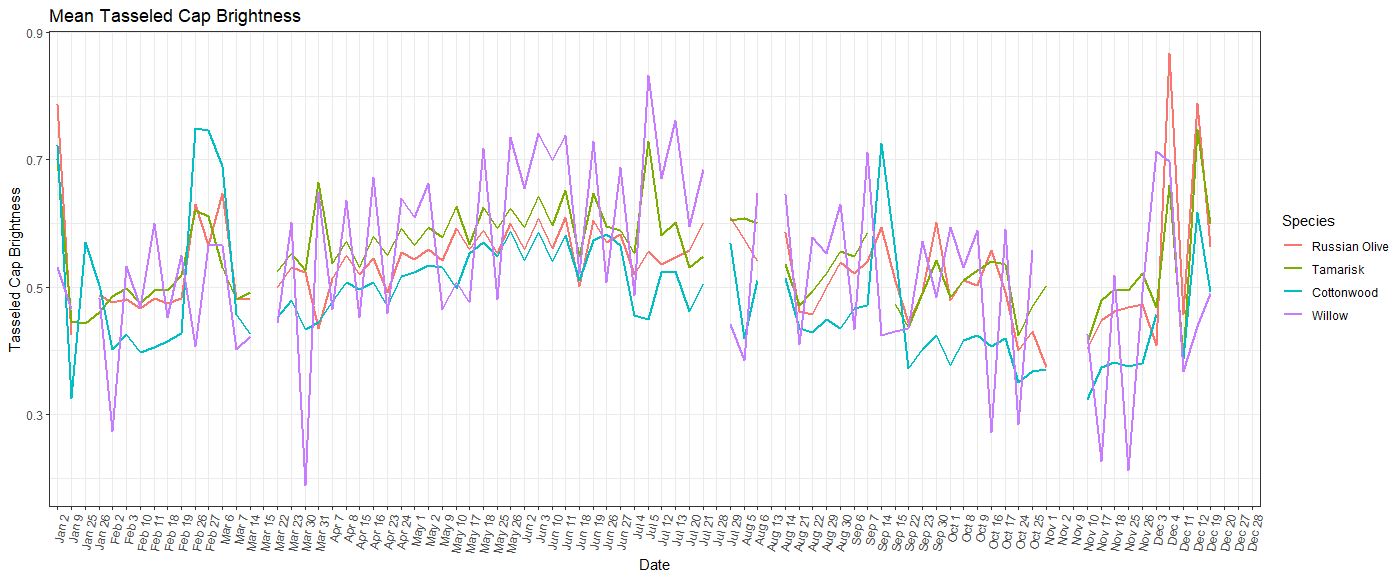 Mean Tasseled Cap Brightness
Tasseled Cap Brightness
0.9
0.7
0.5
0.3
Jan 2
Jan 9
Jan 25
Jan 26
Feb 2
Feb 3
Feb 10
Feb 11
Feb 18
Feb 19
Feb 26
Feb 27
Mar 6
Mar 7
Mar 14
Mar 15
Mar 22
Mar 23
Mar 30
Mar 31
Apr 7
Apr 8
Apr 15
Apr 16
Apr 23
Apr 24
May 1
May 2
May 9
May 10
May 17
May 18
May 25
May 26
Jun 2
Jun 3
Jun 10
Jun 11
Jun 18
Jun 19
Jun 26
Jun 27
Jul 4
Jul 5
Jul 12
Jul 13
Jul 20
Jul 21
Jul 28
Jul 29
Aug 5
Aug 6
Aug 13
Aug 14
Aug 21
Aug 22
Aug 29
Aug 30
Sep 6
Sep 7
Sep 14
Sep 15
Sep 22
Sep 23
Sep 30
Oct 1
Oct 8
Oct 9
Oct 16
Oct 17
Oct 24
Oct 25
Nov 1
Nov 2
Nov 9
Nov 10
Nov 17
Nov 18
Nov 25
Nov 26
Dec 3
Dec 4
Dec 11
Dec 12
Dec 19
Dec 20
Dec 27
Dec 28
Date
Species
Russian Olive
Tamarisk
Cottonwood
Willow